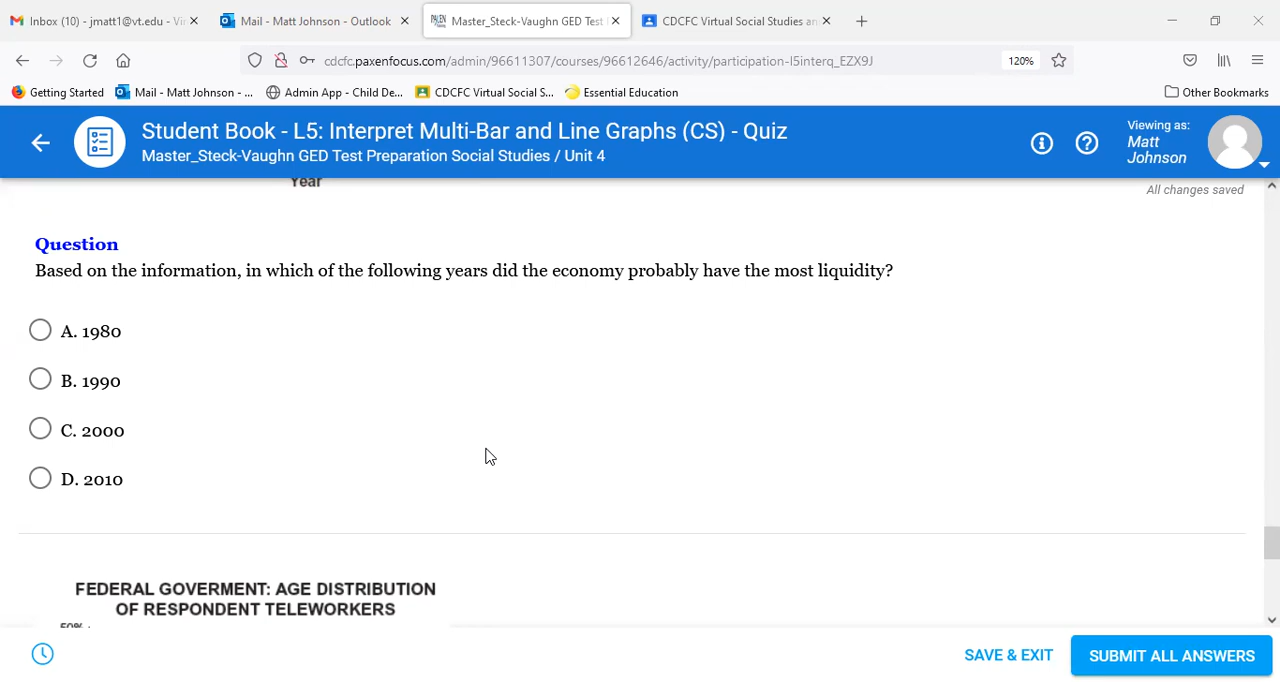 Inbox (10) - jmatt1@vt.edu - Vir
Mail - Matt Johnson - Outlook
PAXEN
Master_Steck-Vaughn GED Test
CDCFC Virtual Social Studies an
cdcfc.paxenfocus.com/admin/96611307/courses/96612646/activity/participation-l5interq_EZX9J
120%
Getting Started
Mail - Matt Johnson - ...
Admin App - Child De...
CDCFC Virtual Social S...
Essential Education
Other Bookmarks
Student Book - L5: Interpret Multi-Bar and Line Graphs (CS) - Quiz
Master_Steck-Vaughn GED Test Preparation Social Studies / Unit 4
Viewing as:
Matt
Johnson
Year
All changes saved
Question
Based on the information, in which of the following years did the economy probably have the most liquidity?
A. 1980
B. 1990
C. 2000
D. 2010
FEDERAL GOVERMENT: AGE DISTRIBUTION
OF RESPONDENT TELEWORKERS
50%
SAVE & EXIT
SUBMIT ALL ANSWERS